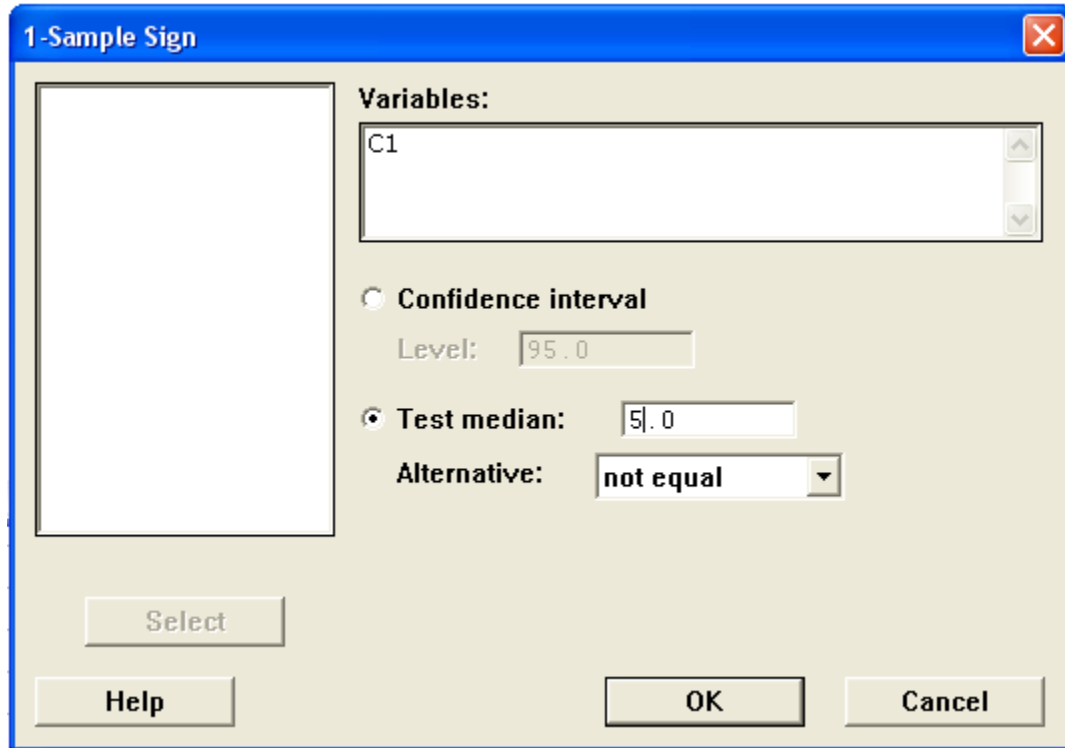 1-Sample Sign
Variables:
C1
Confidence interval
Level: 95.0
Test median: 5.0
Alternative: not equal
Select
Help OK Cancel